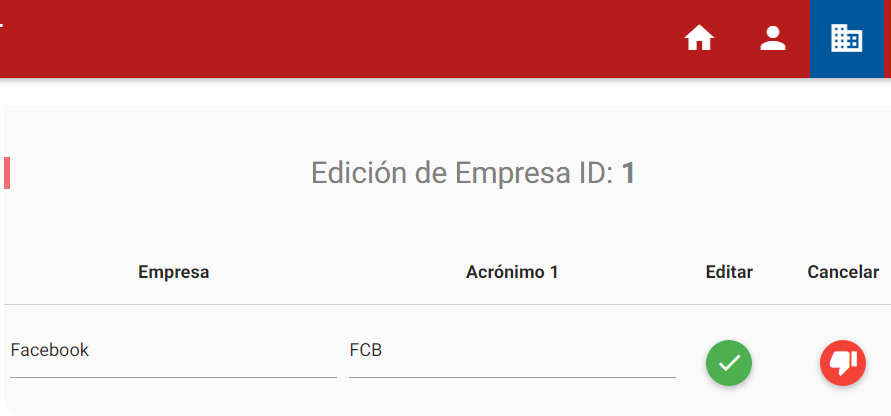 Edición de Empresa ID: 1
Empresa Acrónimo 1 Editar Cancelar
Facebook FCB